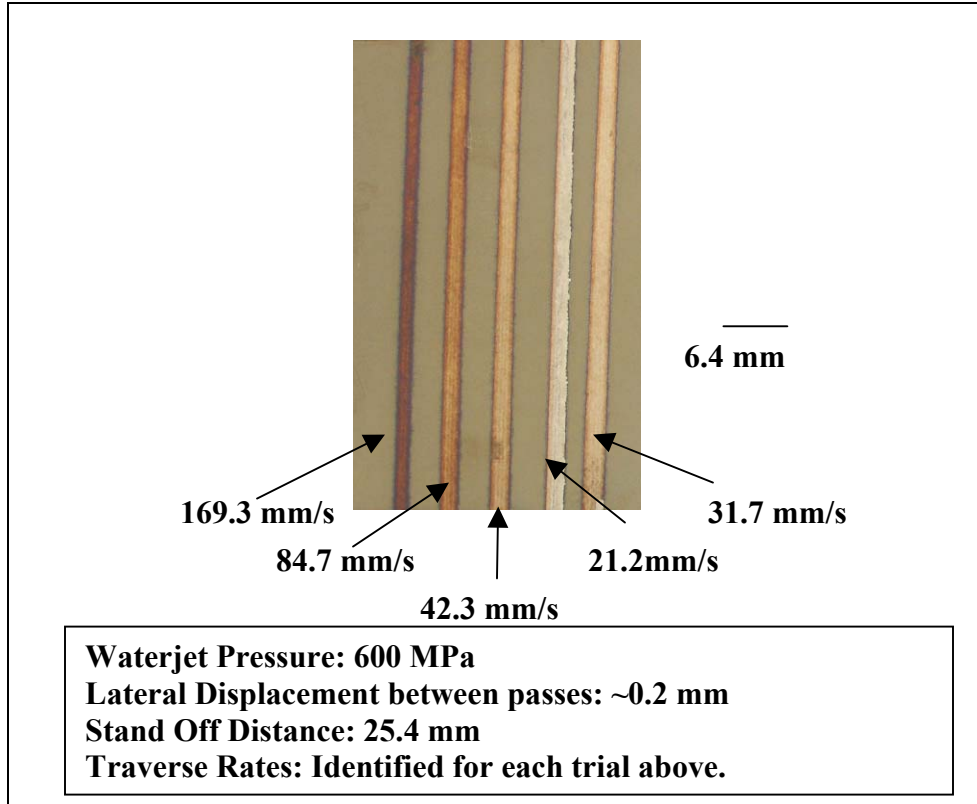 6.4 mm
169.3 mm/s
31.7 mm/s
84.7 mm/s
21.2mm/s
42.3 mm/s
Waterjet Pressure: 600 MPa
Lateral Displacement between passes: ~0.2 mm
Stand Off Distance: 25.4 mm
Traverse Rates: Identified for each trial above.